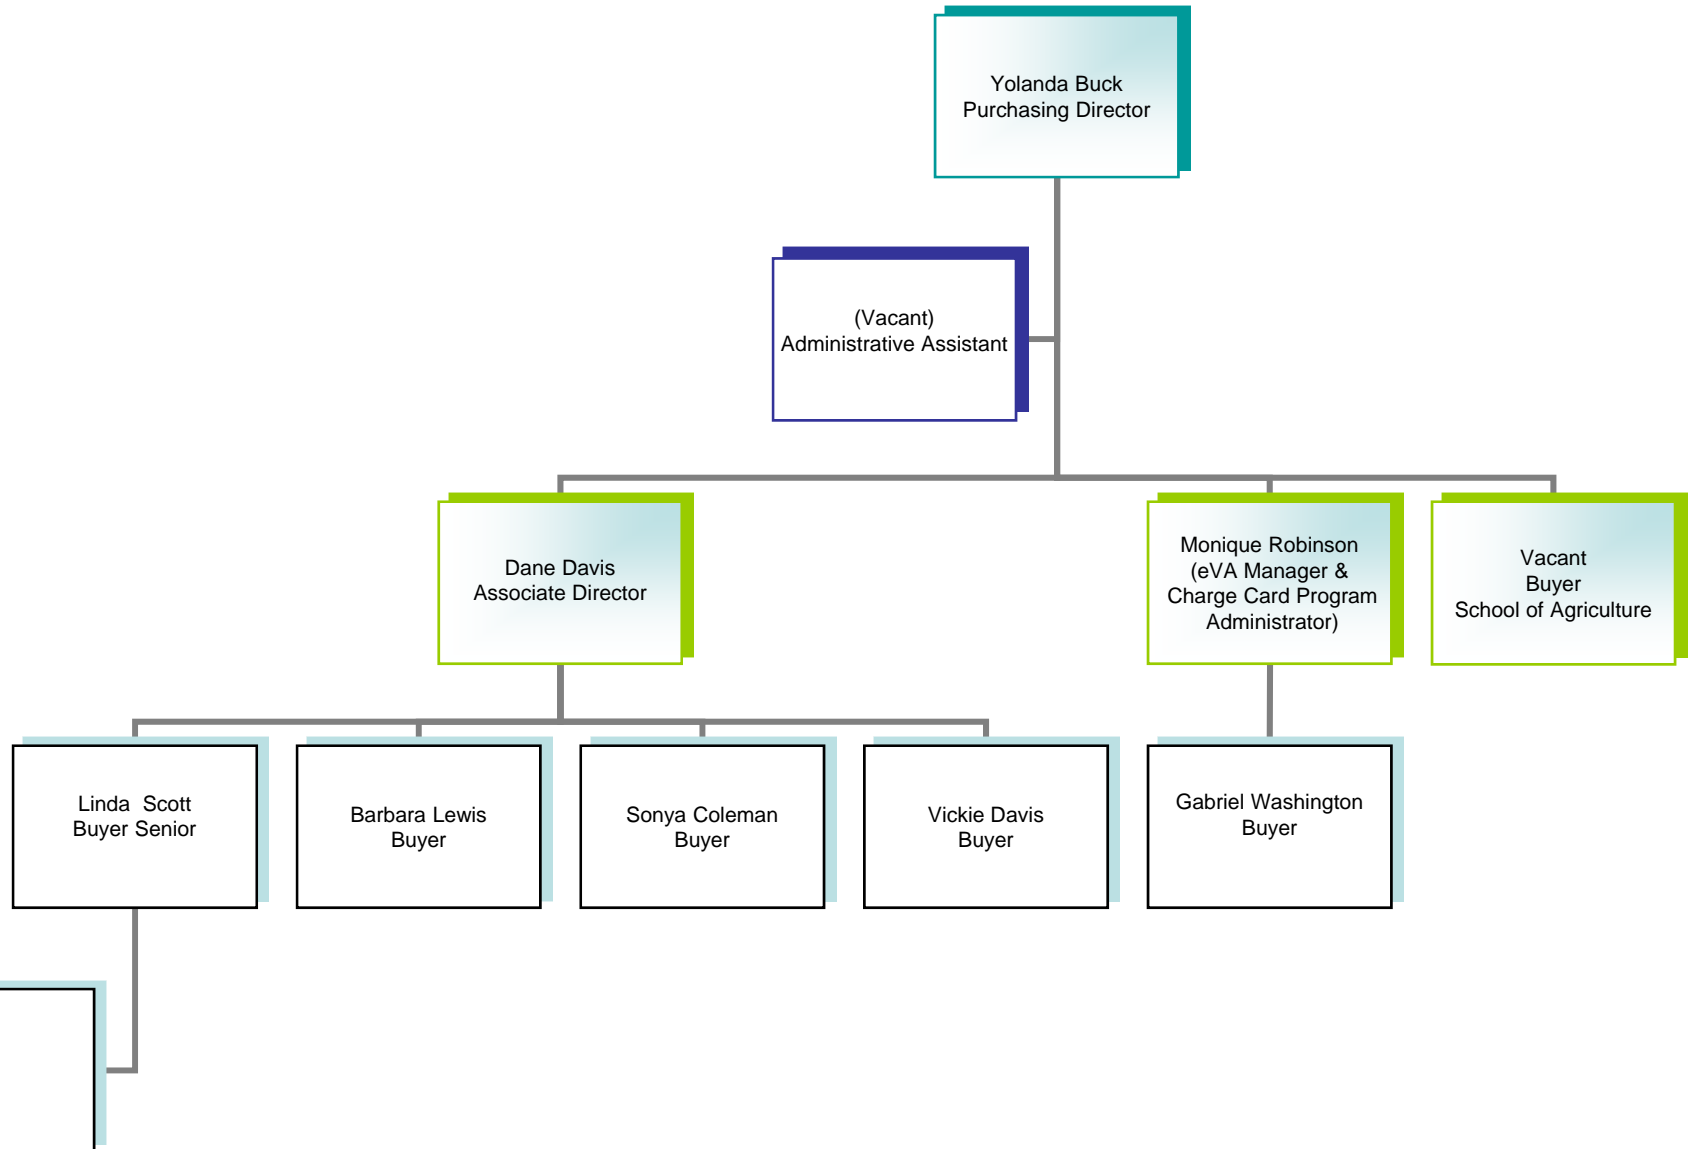 Yolanda Buck
Purchasing Director
(Vacant)
Administrative Assistant
Dane Davis
Associate Director
Monique Robinson
(eVA Manager &
Charge Card Program
Administrator)
Vacant
Buyer
School of Agriculture
Linda  Scott
Buyer Senior
Barbara Lewis
Buyer
Sonya Coleman
Buyer
Vickie Davis
Buyer
Gabriel Washington
Buyer